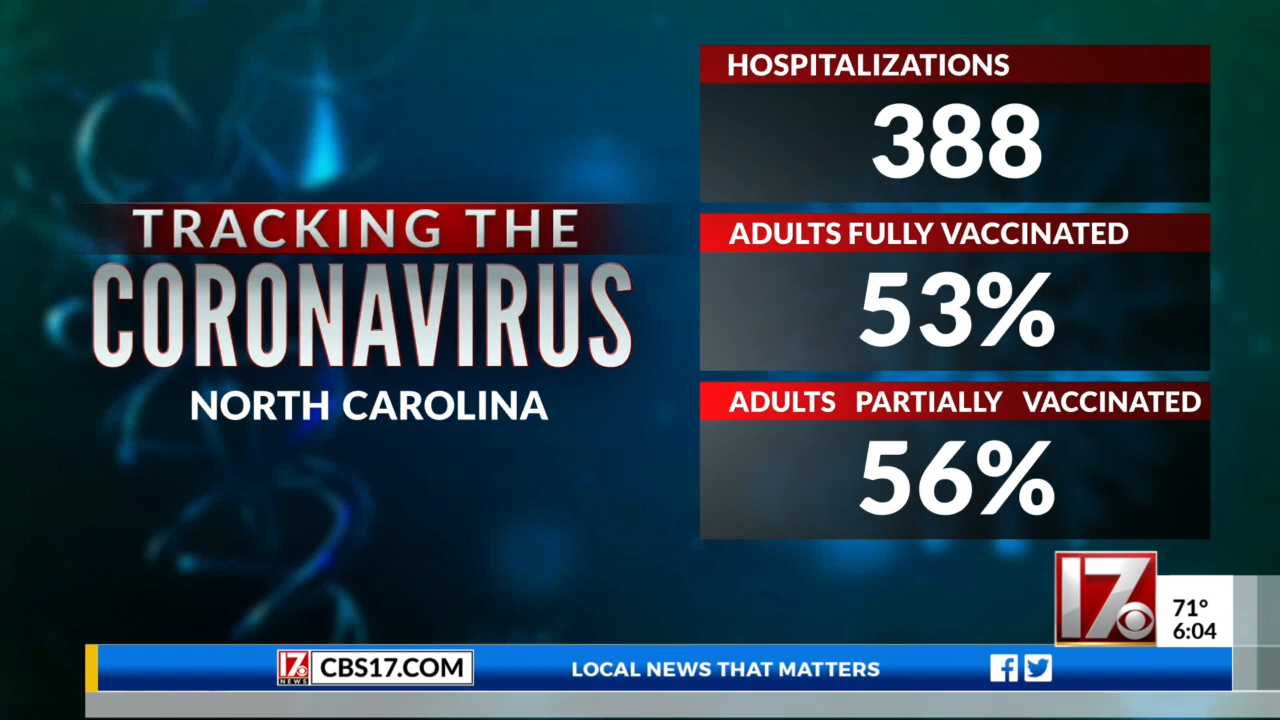 TRACKING THE
CORONAVIRUS
NORTH CAROLINA
HOSPITALIZATIONS
388
ADULTS FULLY VACCINATED
53%
ADULTS PARTIALLY VACCINATED
56%
17
71°
6:04
17
NEWS
CBS17.COM
LOCAL NEWS THAT MATTERS